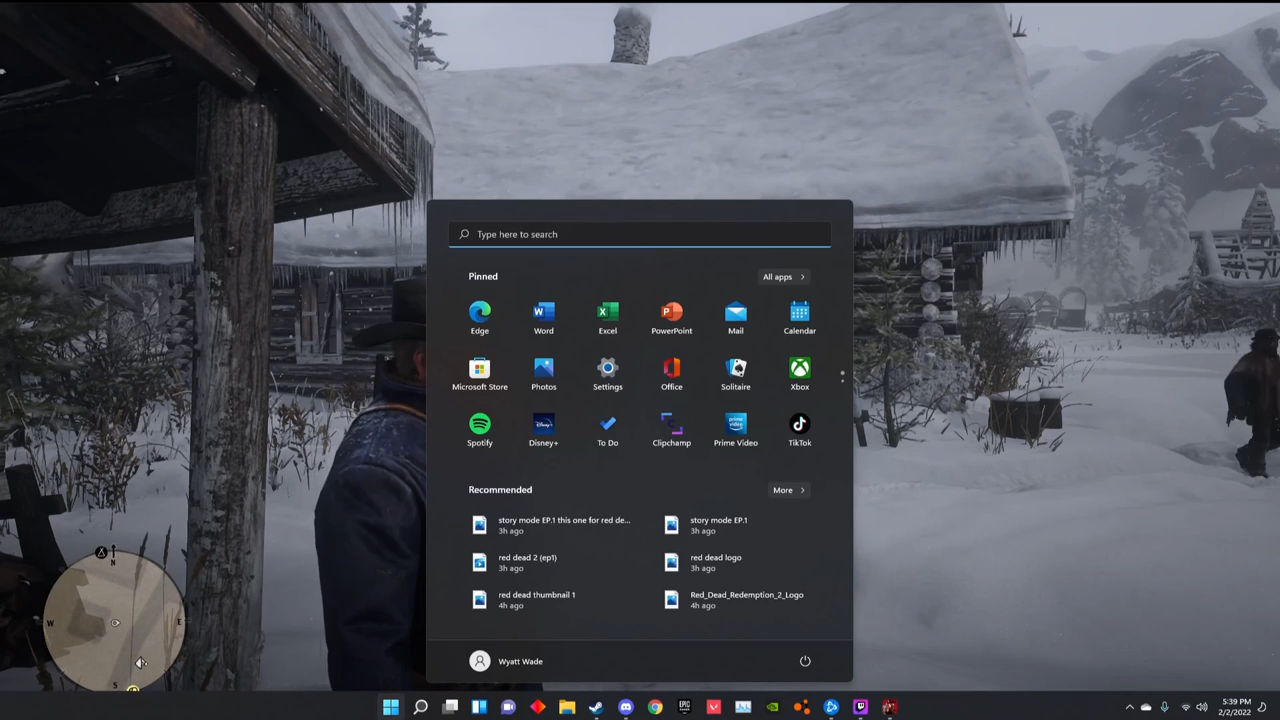 Type here to search
Pinned
All apps
Edge
Word
Excel
PowerPoint
Mail
Calendar
Microsoft Store
Photos
Settings
Office
Solitaire
Xbox
Spotify
Disney+
To Do
Clipchamp
Prime Video
TikTok
Recommended
More
story mode EP.1 this one for red de...
3h ago
story mode EP.1
3h ago
red dead 2 (ep1)
3h ago
red dead logo
3h ago
red dead thumbnail 1
4h ago
Red_Dead_Redemption_2_Logo
4h ago
Wyatt Wade
X
N
W
E
S
EPIC
5:39 PM
2/2/2022